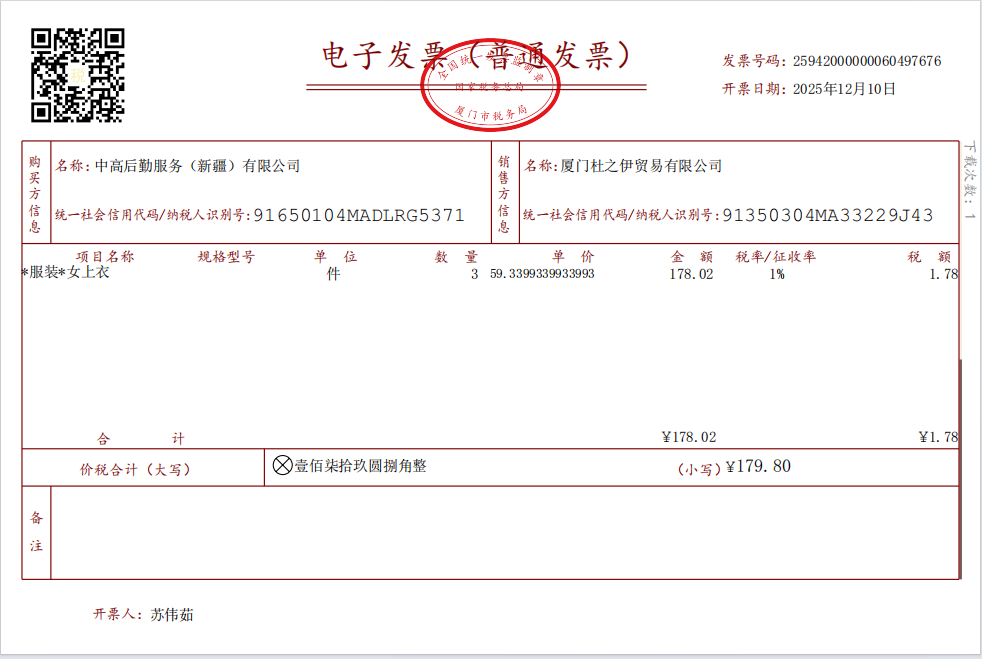 电子发票（普通发票）
全国统一发票监制章
国家税务总局
厦门市税务局
发票号码：25942000000060497676
开票日期：2025年12月10日
下载次数：1
购买方信息
名称：中高后勤服务（新疆）有限公司
统一社会信用代码/纳税人识别号：91650104MADLRG5371
销售方信息
名称：厦门杜之伊贸易有限公司
统一社会信用代码/纳税人识别号：91350304MA33229J43
项目名称 规格型号 单位 数量 单价 金额 税率/征收率 税额
*服装*女上衣 件 3 59.3399339933993 178.02 1% 1.78
合计 ¥178.02 ¥1.78
价税合计（大写） 壹佰柒拾玖圆捌角整 （小写）¥179.80
备注
开票人：苏伟茹